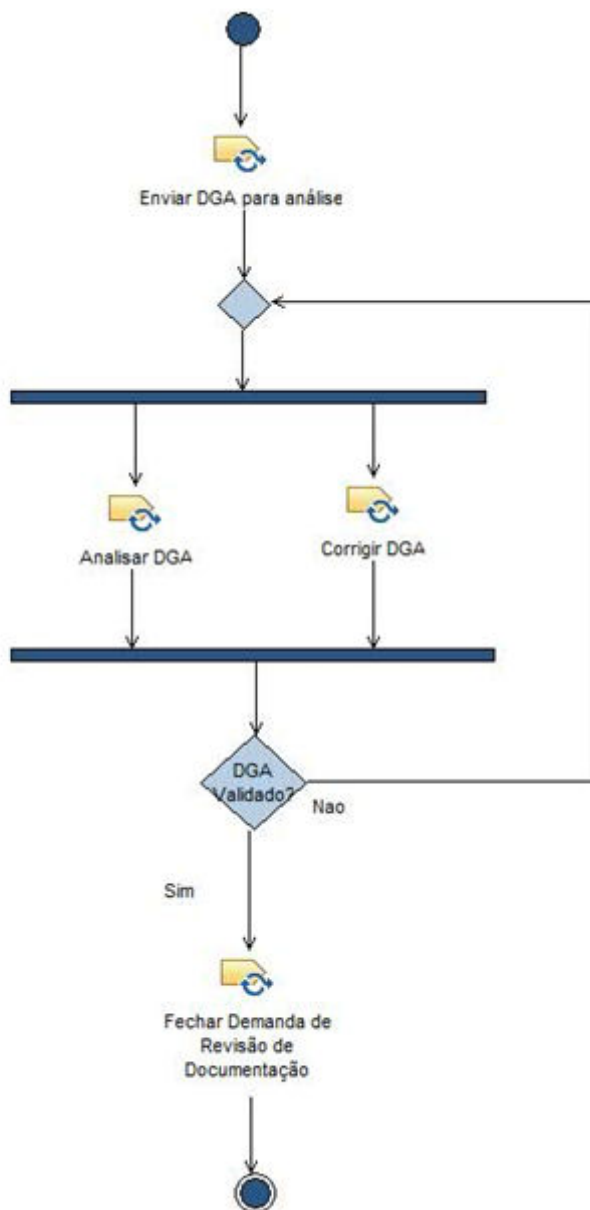 Enviar DGA para análise
Analisar DGA
Corrigir DGA
DGA
Validado?
Nao
Sim
Fechar Demanda de
Revisão de
Documentação